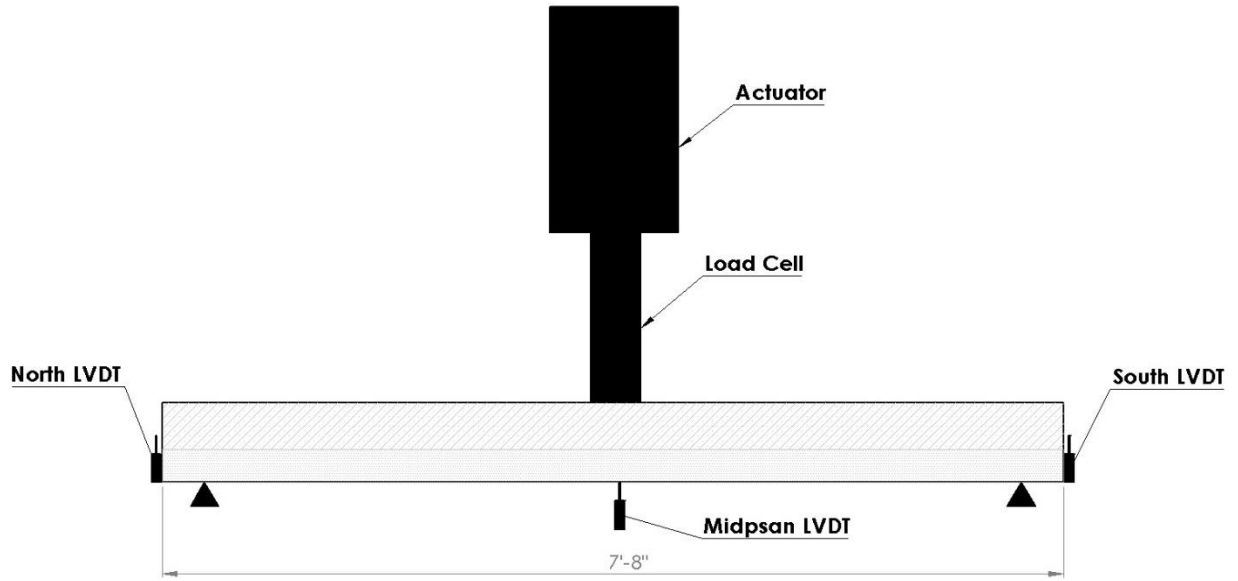 Actuator
Load Cell
North LVDT
South LVDT
Midpsan LVDT
7'-8"